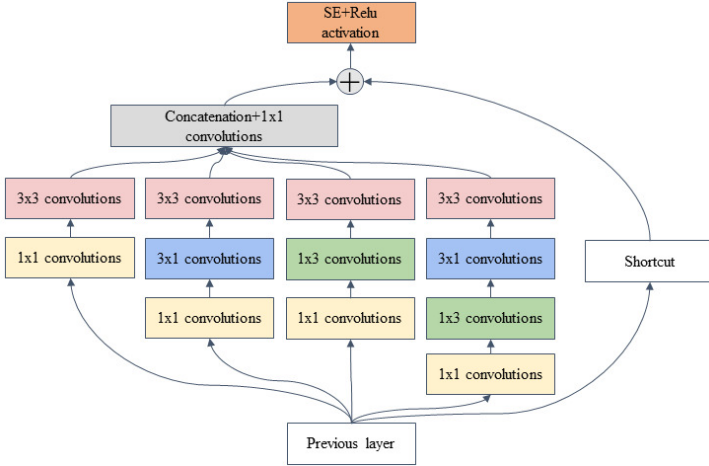 SE+Relu
activation
Concatenation+1x1
convolutions
3x3 convolutions
3x3 convolutions
3x3 convolutions
3x3 convolutions
1x1 convolutions
3x1 convolutions
1x3 convolutions
3x1 convolutions
Shortcut
1x1 convolutions
1x1 convolutions
1x3 convolutions
1x1 convolutions
Previous layer